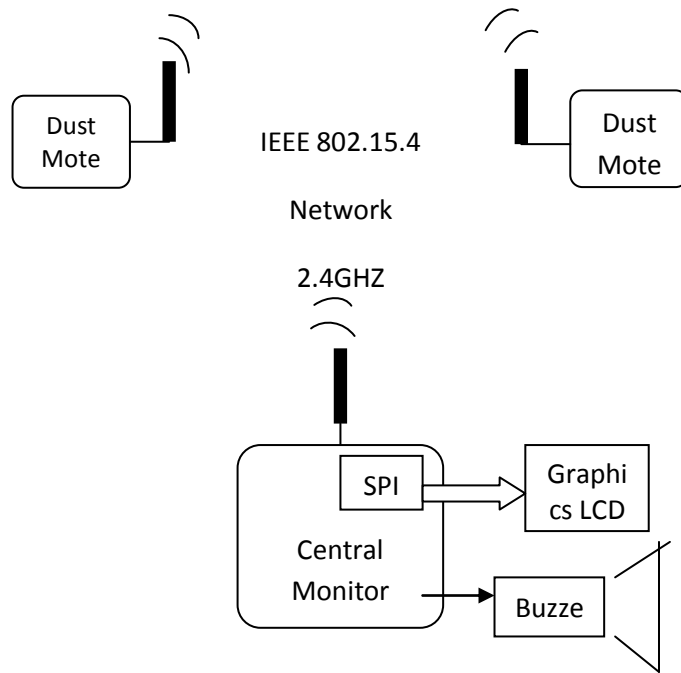 Dust
Mote
IEEE 802.15.4
Network
2.4GHZ
Dust
Mote
SPI
Graphi
cs LCD
Central
Monitor
Buzze